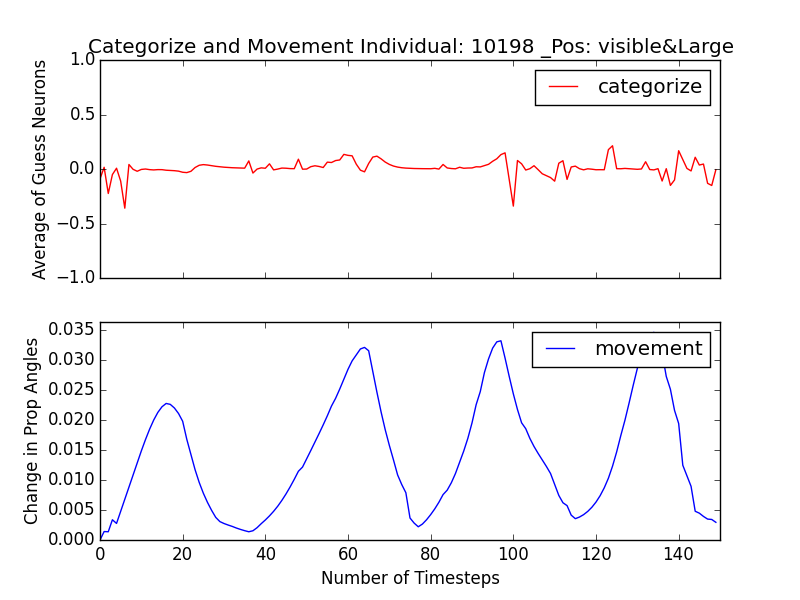 Categorize and Movement Individual: 10198 _Pos: visible&Large
1.0
0.5
0.0
−0.5
−1.0
Average of Guess Neurons
categorize
0.035
0.030
0.025
0.020
0.015
0.010
0.005
0.000
Change in Prop Angles
movement
0 20 40 60 80 100 120 140
Number of Timesteps